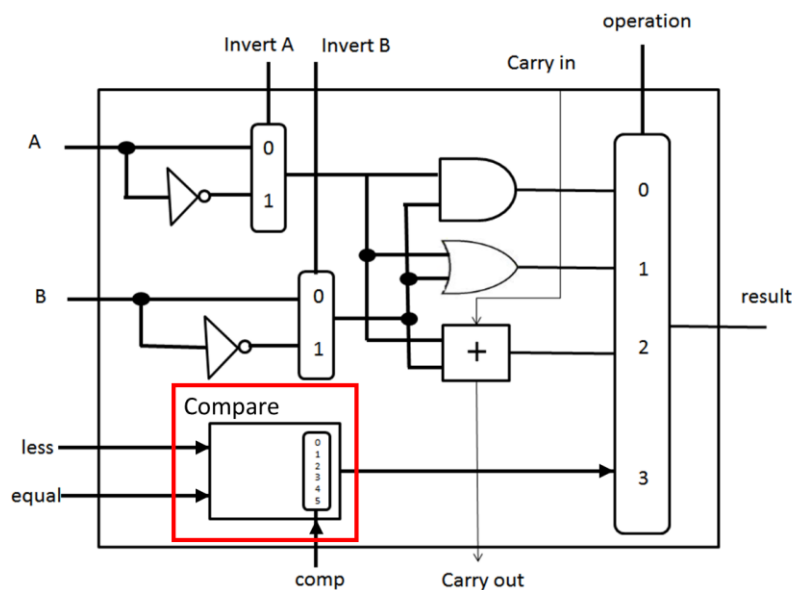 operation
Invert A Invert B
Carry in
A
0
1
0
1
B
0
1
2
result
+
Compare
less
0
1
2
3
4
5
3
equal
comp
Carry out